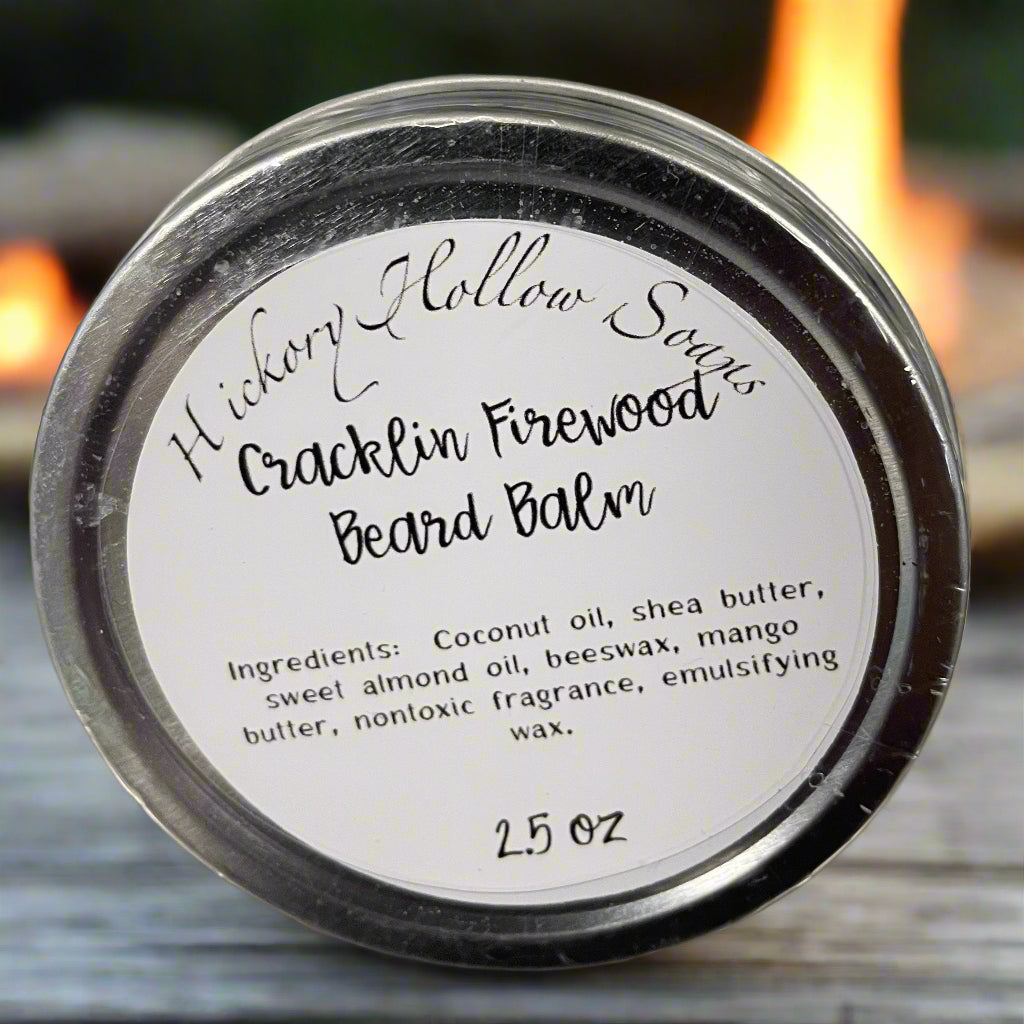 Hickory Hollow Soaps
Cracklin Firewood
Beard Balm
Ingredients: Coconut oil, shea butter,
sweet almond oil, beeswax, mango
butter, nontoxic fragrance, emulsifying
wax.
2.5 oz